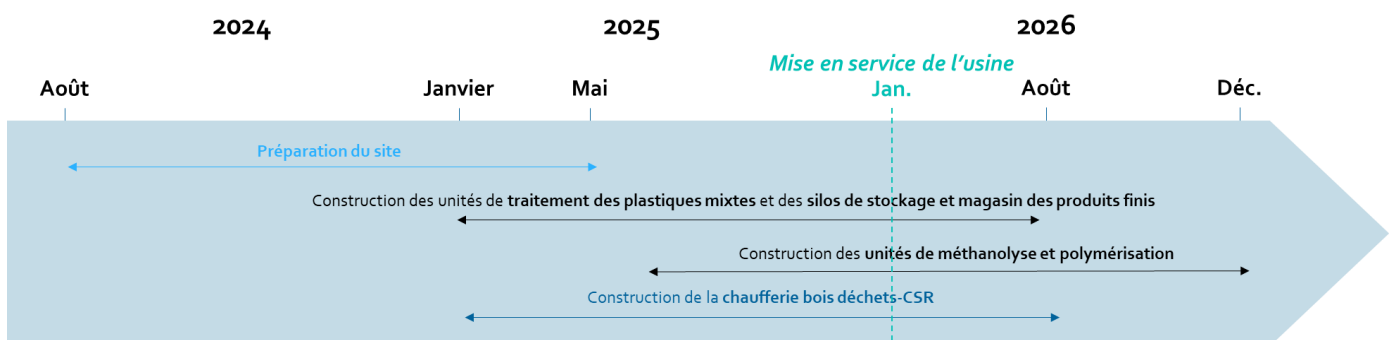 2024
2025
2026
Mise en service de l'usine
Août
Janvier
Mai
Jan.
Août
Déc.
Préparation du site
Construction des unités de traitement des plastiques mixtes et des silos de stockage et magasin des produits finis
Construction des unités de méthanolyse et polymérisation
Construction de la chaufferie bois déchets-CSR